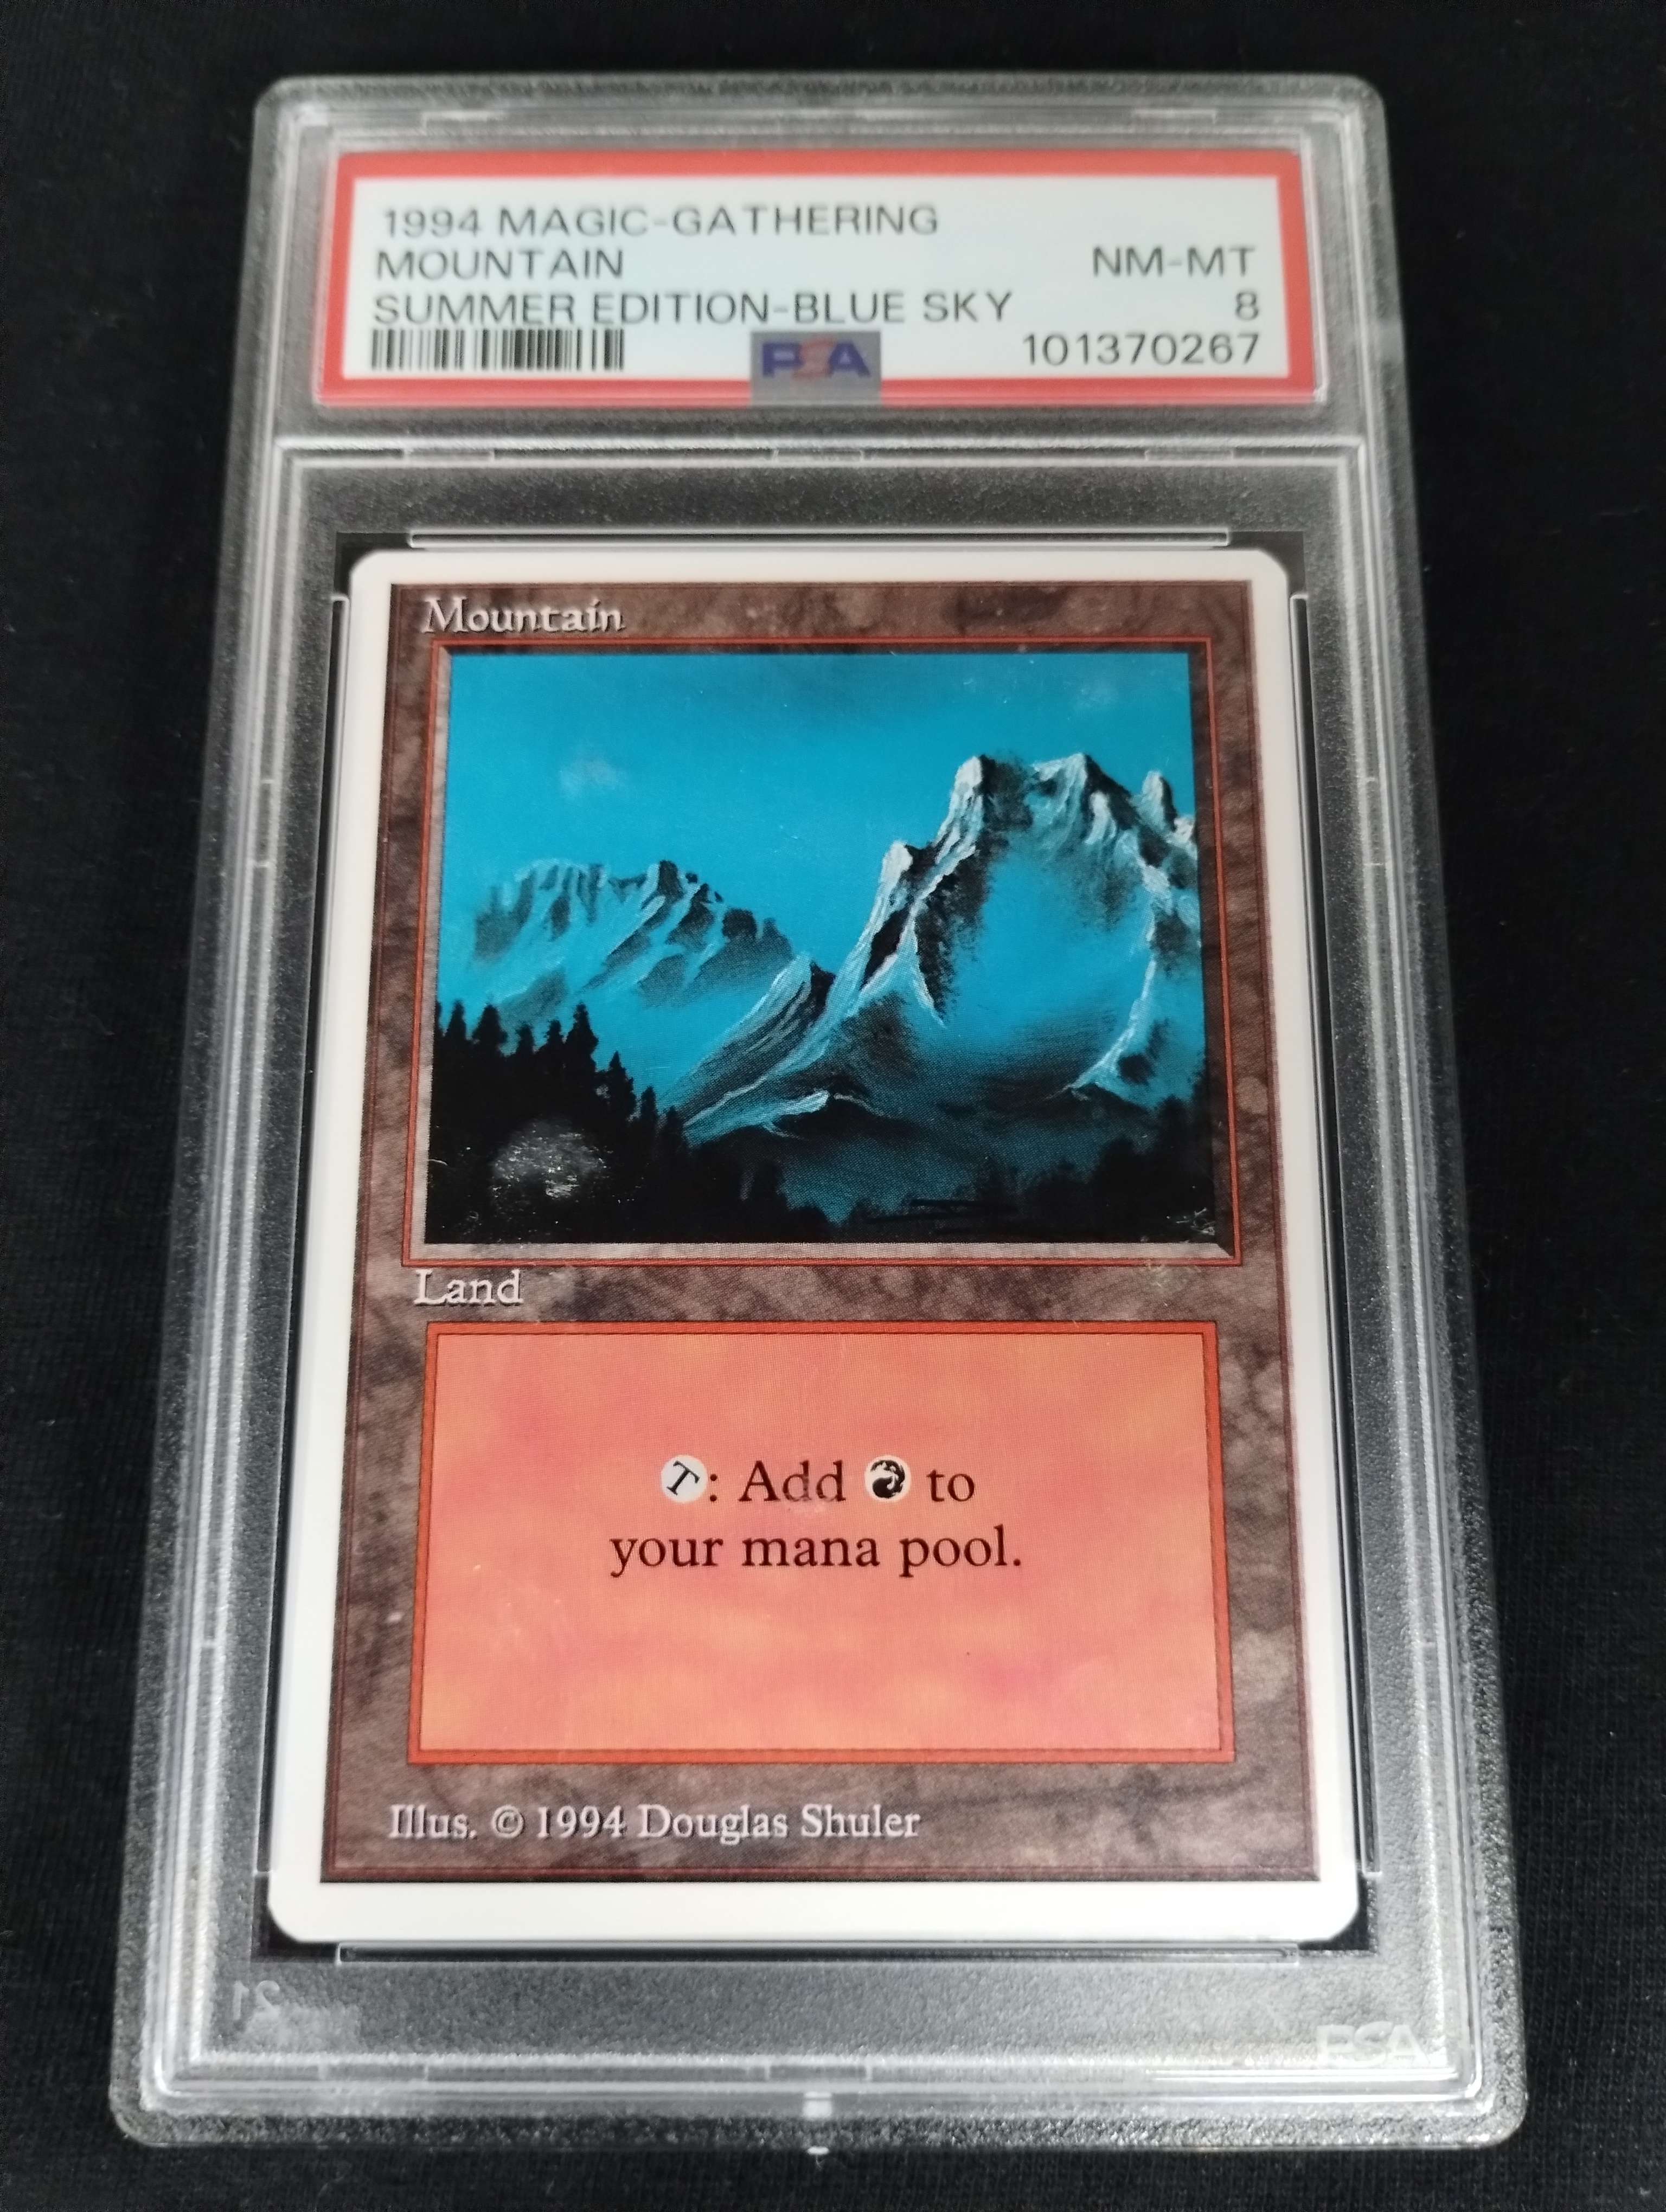 1994 MAGIC-GATHERING
MOUNTAIN NM-MT
SUMMER EDITION-BLUE SKY 8
PSA 101370267
Mountain
Land
T: Add to
your mana pool.
Illus. © 1994 Douglas Shuler
21
PSA